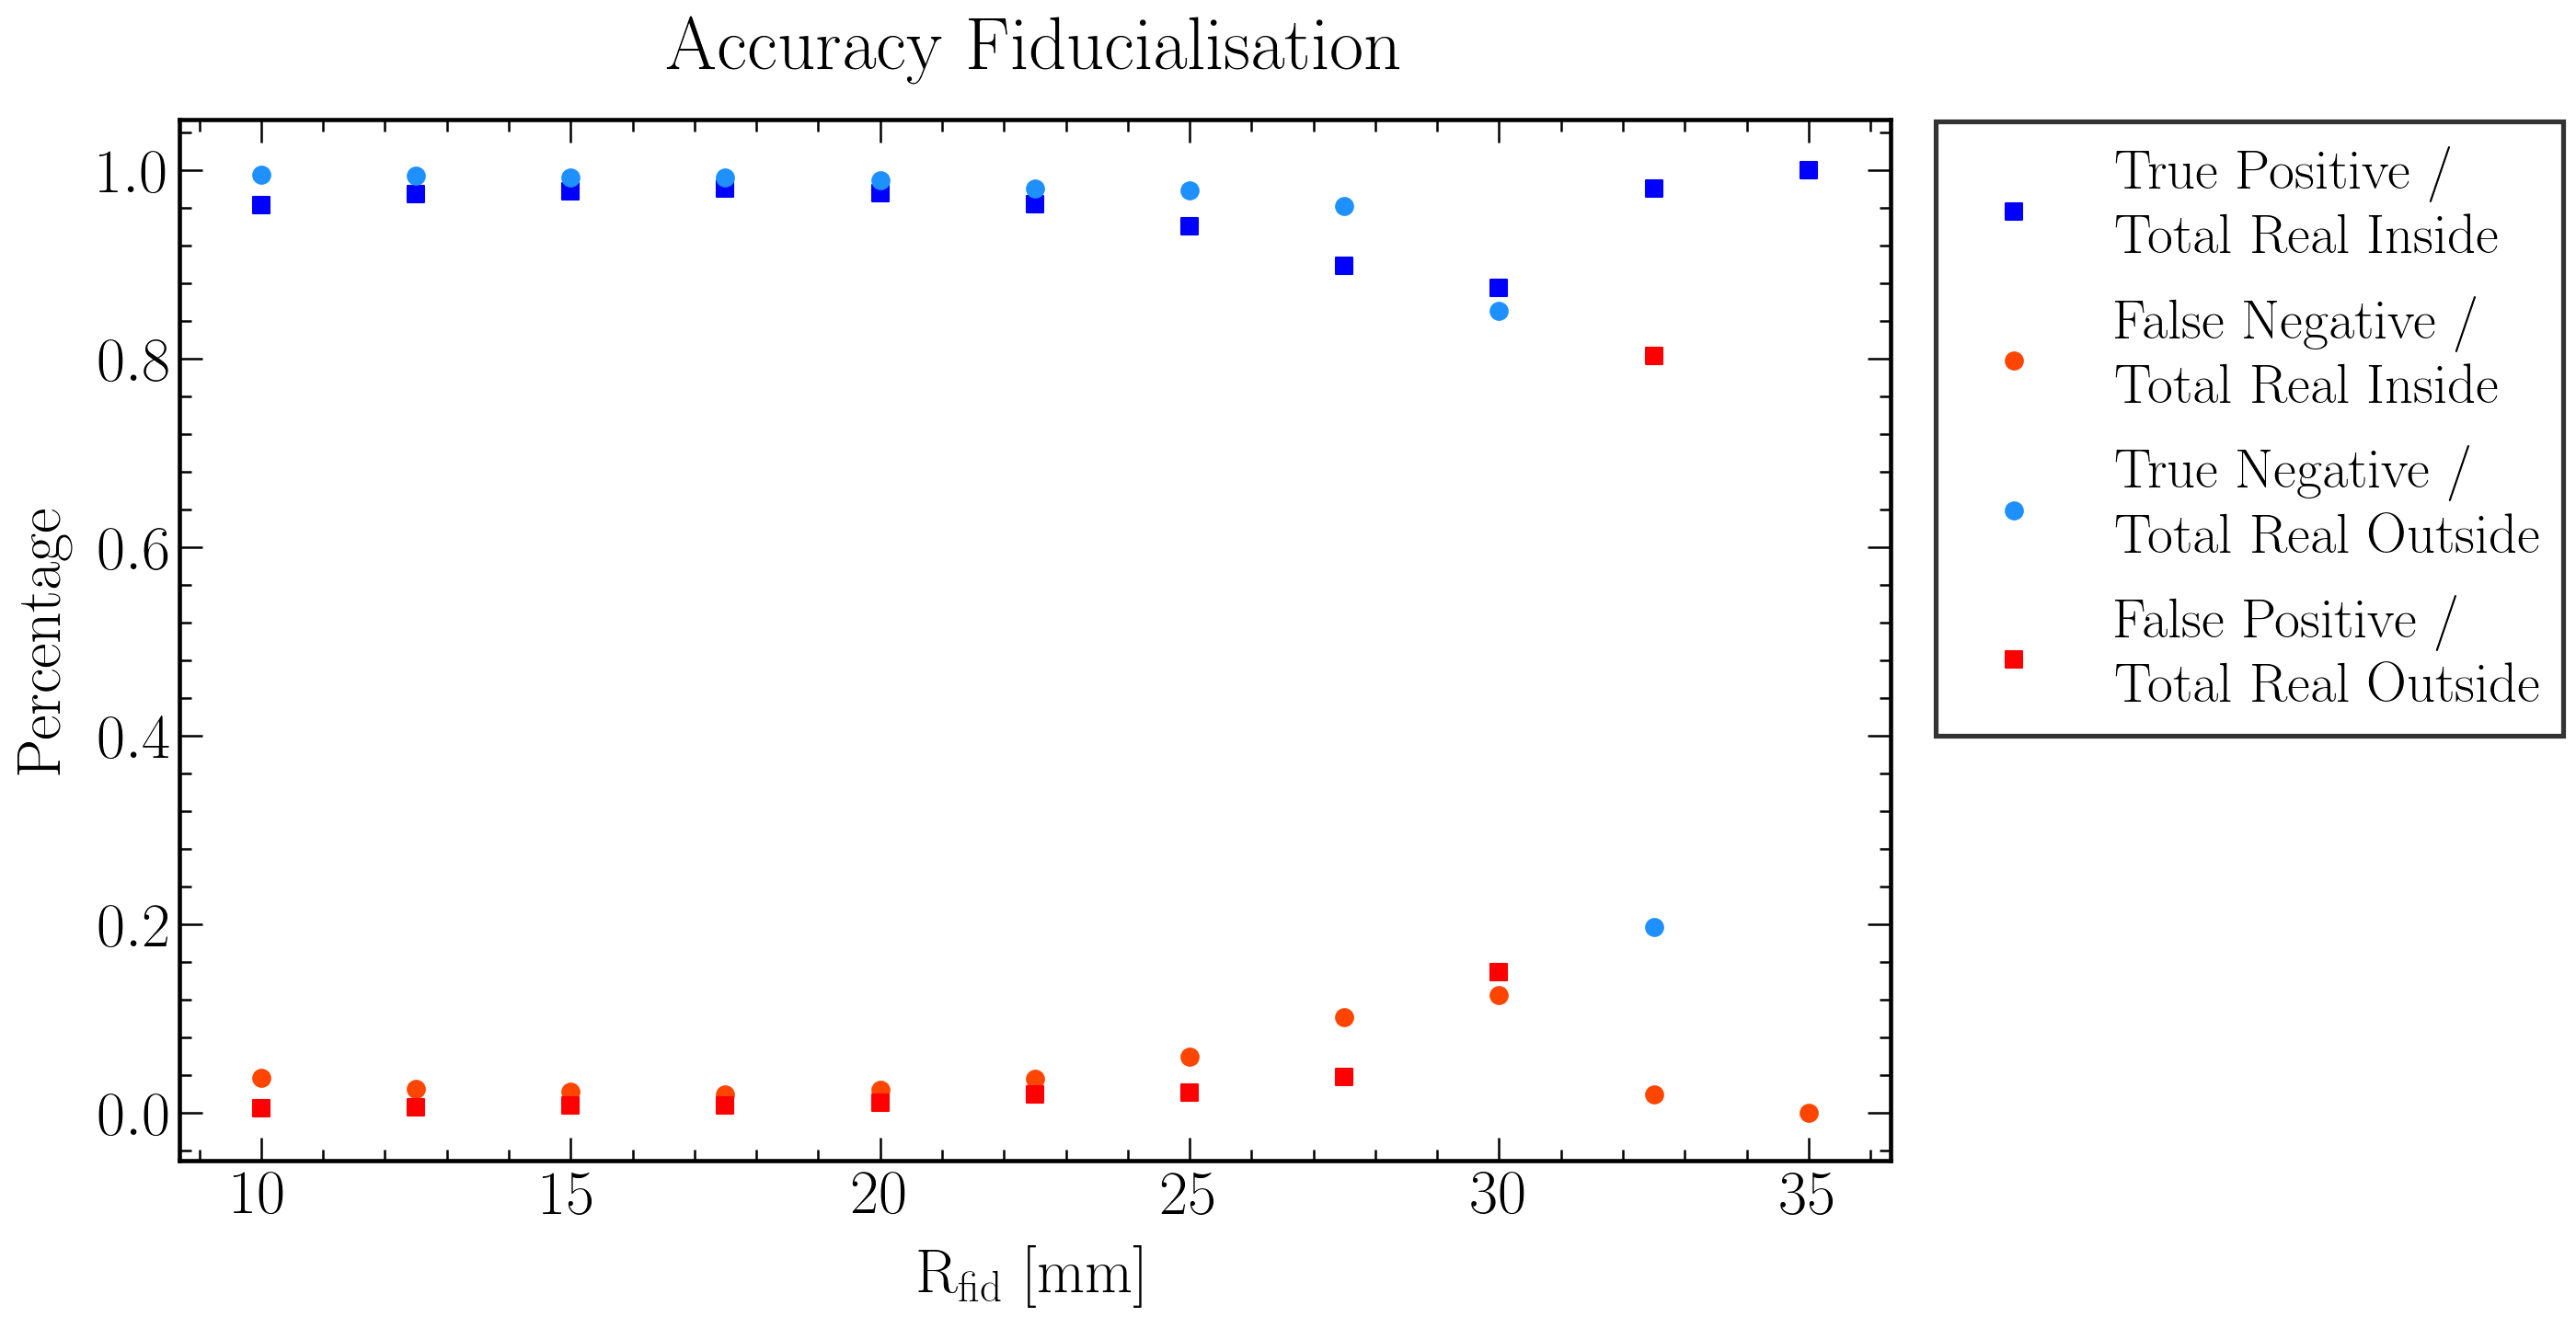 Accuracy Fiducialisation
Percentage
1.0
0.8
0.6
0.4
0.2
0.0
10 15 20 25 30 35
R_fid [mm]
True Positive /
Total Real Inside
False Negative /
Total Real Inside
True Negative /
Total Real Outside
False Positive /
Total Real Outside